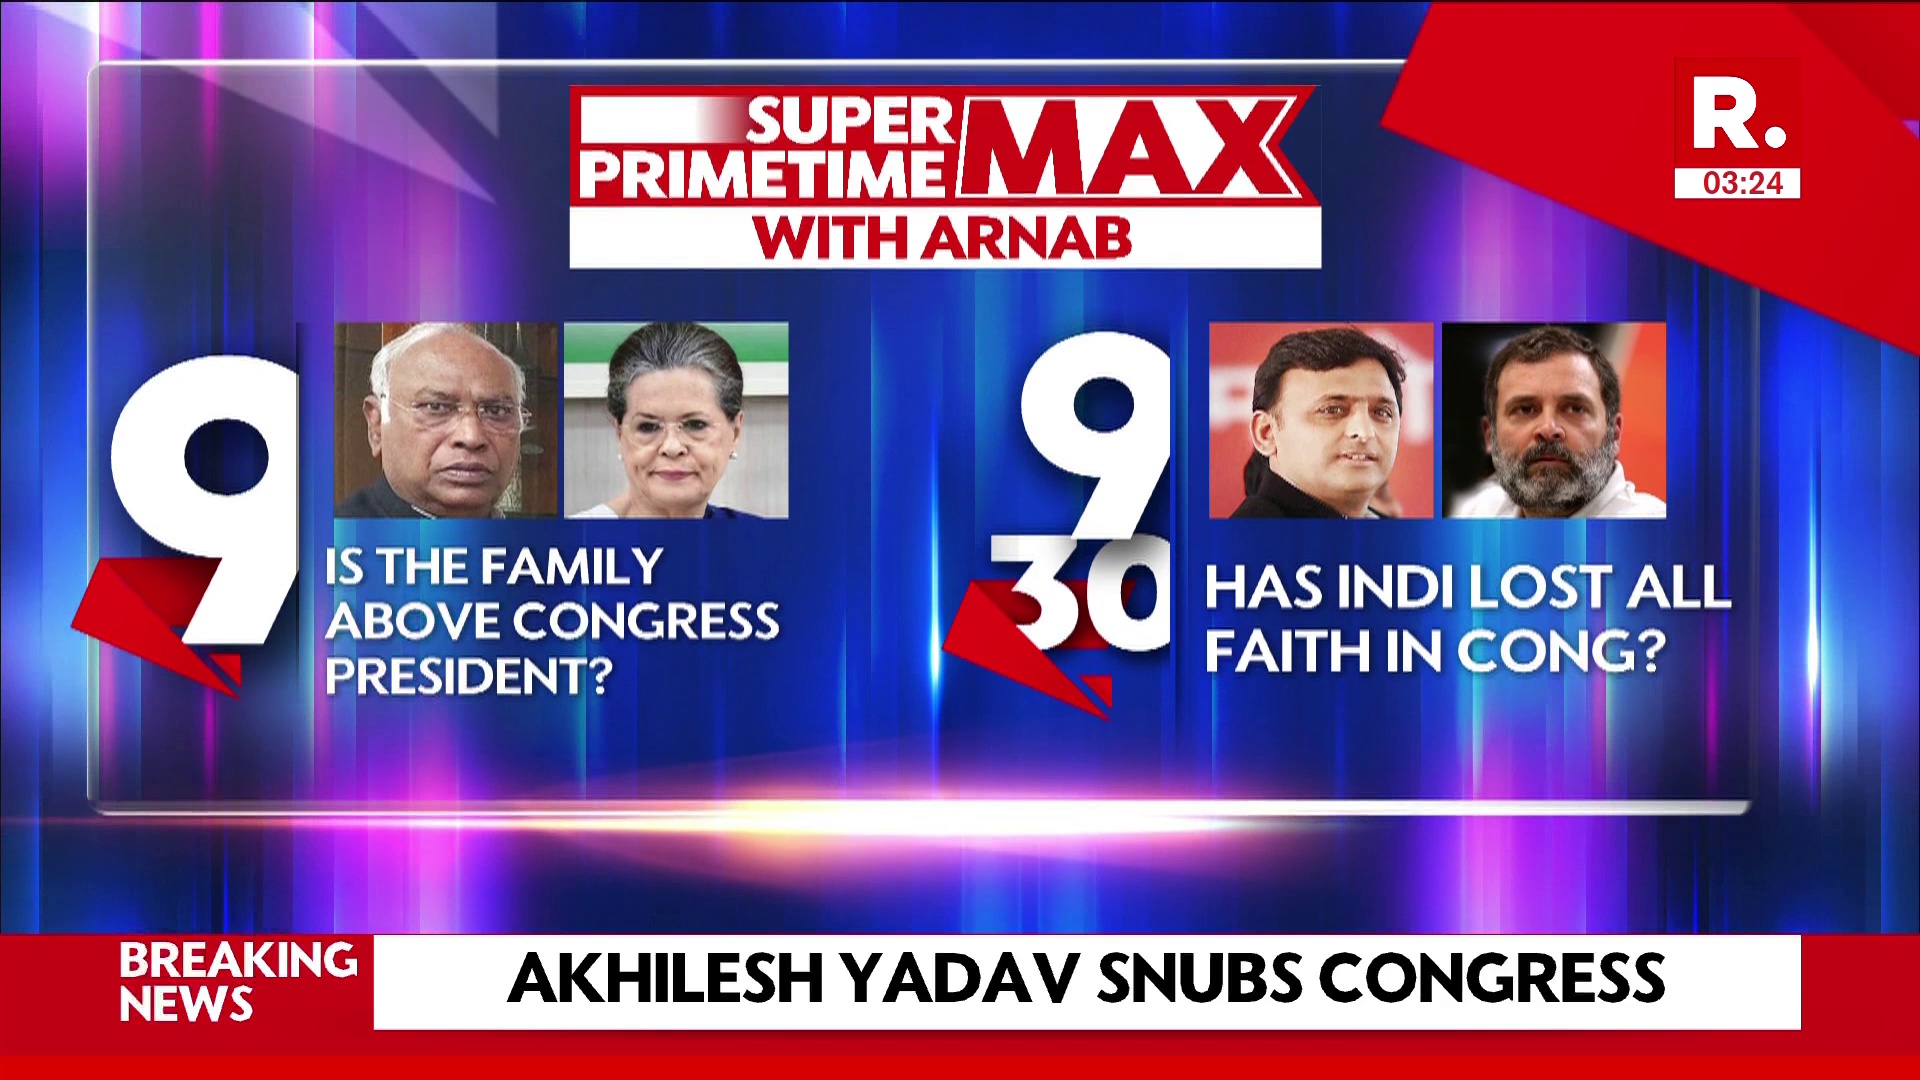 SUPER
PRIMETIME MAX
WITH ARNAB
R.
03:24
9
IS THE FAMILY
ABOVE CONGRESS
PRESIDENT?
9
30
HAS INDI LOST ALL
FAITH IN CONG?
BREAKING
NEWS
AKHILESH YADAV SNUBS CONGRESS